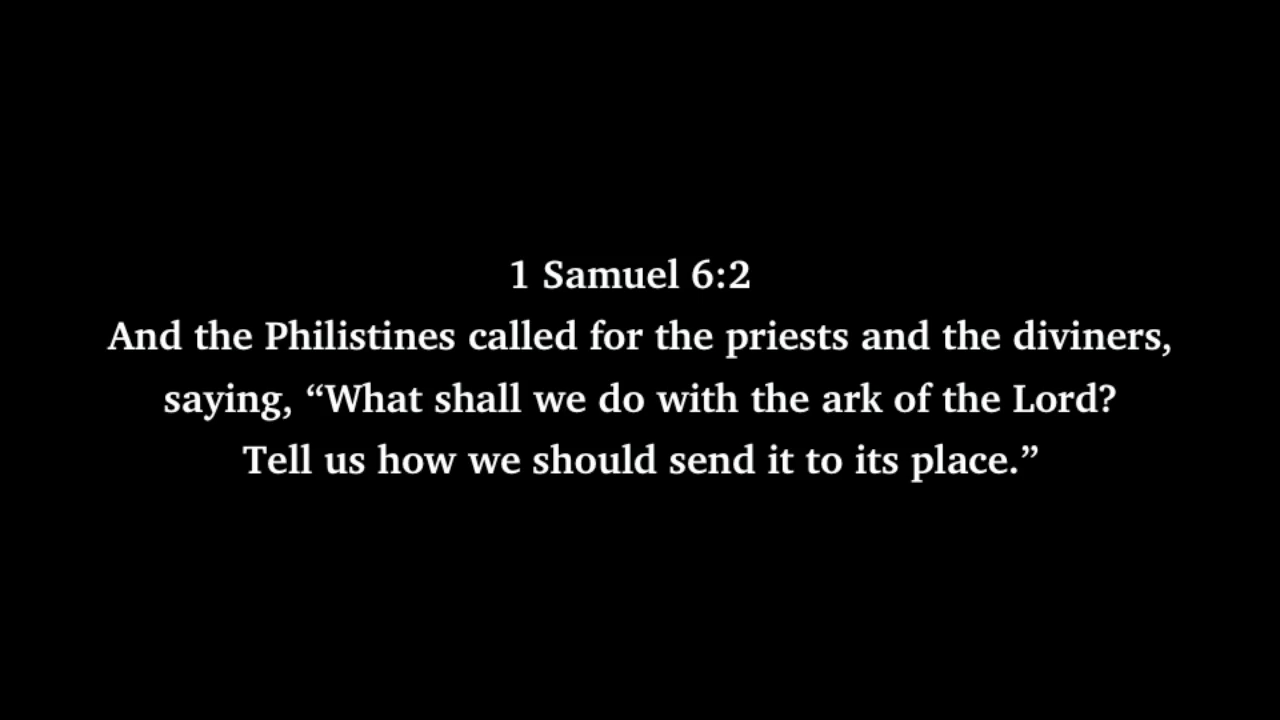 1 Samuel 6:2
And the Philistines called for the priests and the diviners,
saying, “What shall we do with the ark of the Lord?
Tell us how we should send it to its place.”